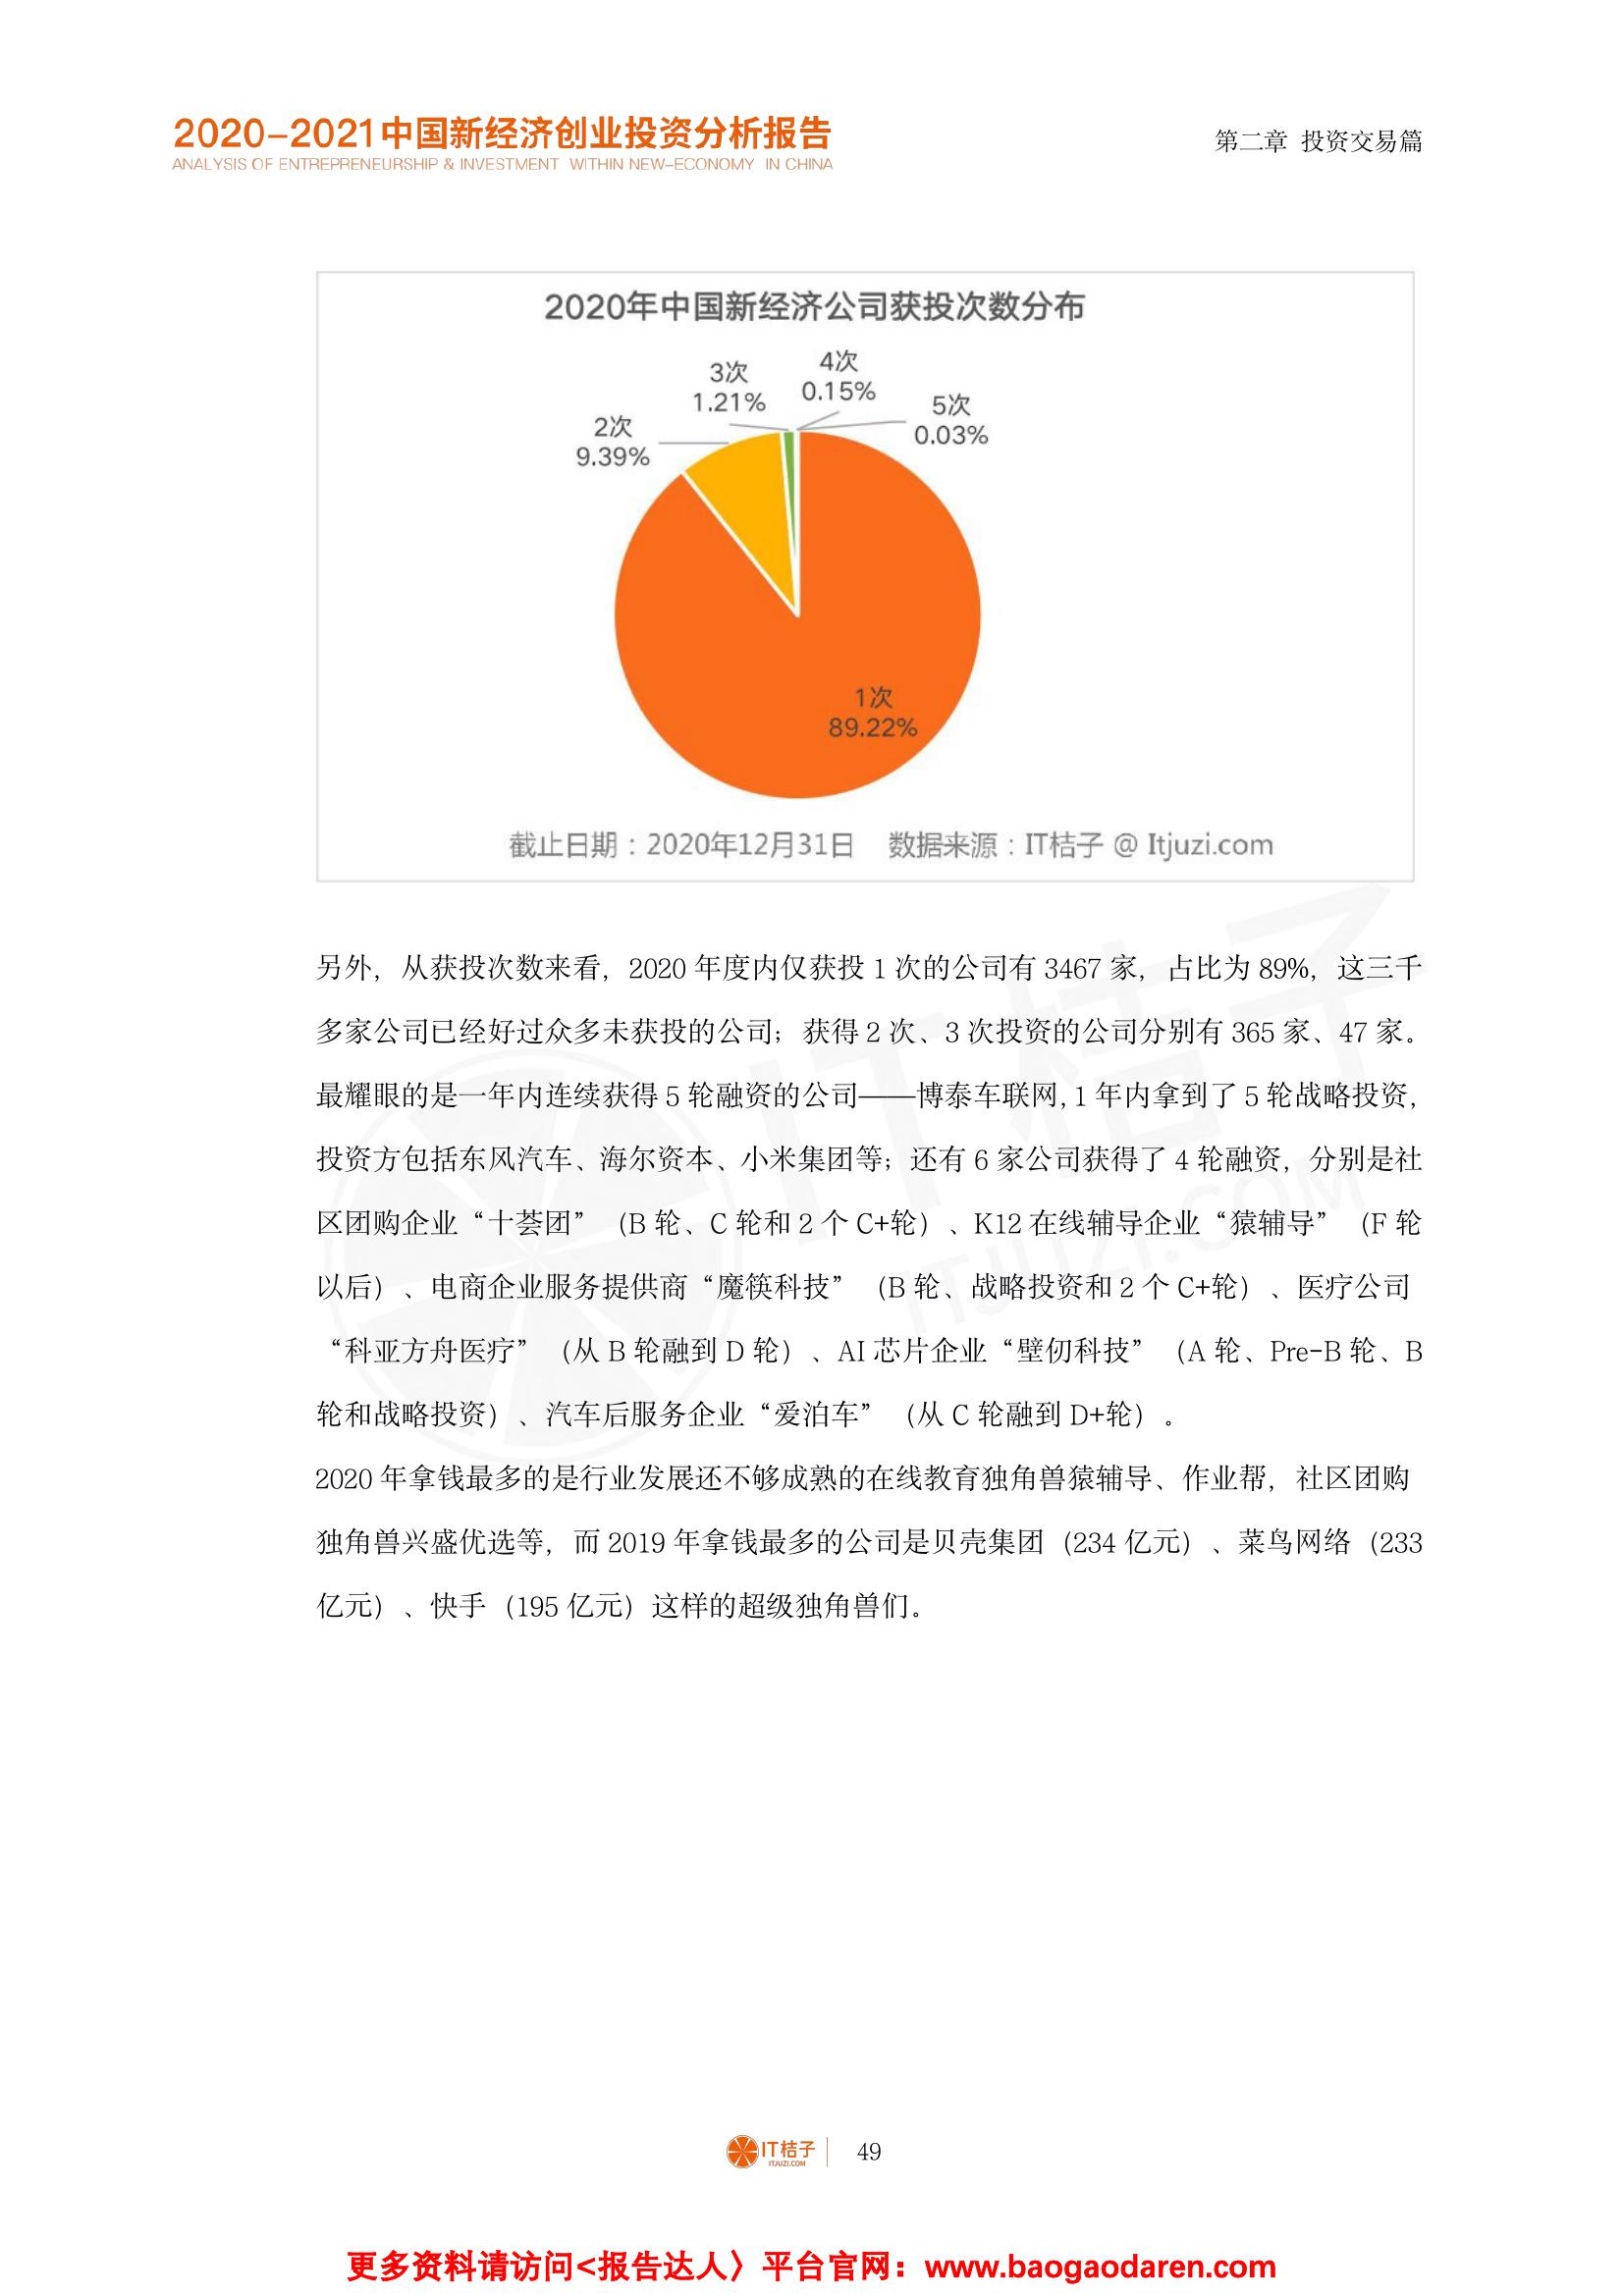 2020-2021中国新经济创业投资分析报告
ANALYSIS OF ENTREPRENEURSHIP & INVESTMENT WITHIN NEW-ECONOMY IN CHINA
第二章 投资交易篇
2020年中国新经济公司获投次数分布
4次
0.15%
3次
1.21%
5次
0.03%
2次
9.39%
1次
89.22%
截止日期：2020年12月31日 数据来源：IT桔子 @ Itjuzi.com
另外，从获投次数来看，2020 年度内仅获投 1 次的公司有 3467 家，占比为 89%，这三千
多家公司已经好过众多未获投的公司；获得 2 次、3 次投资的公司分别有 365 家、47 家。
最耀眼的是一年内连续获得 5 轮融资的公司——博泰车联网，1 年内拿到了 5 轮战略投资，
投资方包括东风汽车、海尔资本、小米集团等；还有 6 家公司获得了 4 轮融资，分别是社
区团购企业“十荟团”（B 轮、C 轮和 2 个 C+轮）、K12 在线辅导企业“猿辅导”（F 轮
以后）、电商企业服务提供商“魔筷科技”（B 轮、战略投资和 2 个 C+轮）、医疗公司
“科亚方舟医疗”（从 B 轮融到 D 轮）、AI 芯片企业“壁仞科技”（A 轮、Pre-B 轮、B
轮和战略投资）、汽车后服务企业“爱泊车”（从 C 轮融到 D+轮）。
2020 年拿钱最多的是行业发展还不够成熟的在线教育独角兽猿辅导、作业帮，社区团购
独角兽兴盛优选等，而 2019 年拿钱最多的公司是贝壳集团（234 亿元）、菜鸟网络（233
亿元）、快手（195 亿元）这样的超级独角兽们。
IT桔子
ITJUZI.COM
IT桔子
ITJUZI.COM
49
更多资料请访问<报告达人〉平台官网：www.baogaodaren.com